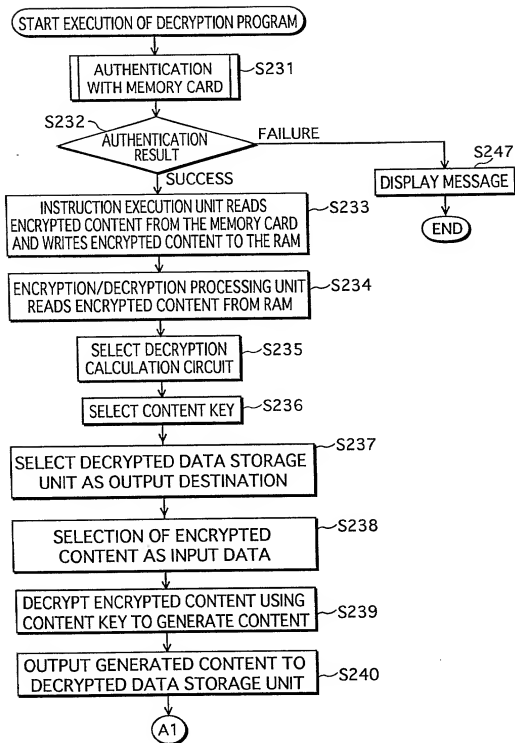 START EXECUTION OF DECRYPTION PROGRAM
AUTHENTICATION
WITH MEMORY CARD
S231
S232
AUTHENTICATION
RESULT
FAILURE
SUCCESS
S247
DISPLAY MESSAGE
END
INSTRUCTION EXECUTION UNIT READS
ENCRYPTED CONTENT FROM THE MEMORY CARD
AND WRITES ENCRYPTED CONTENT TO THE RAM
S233
ENCRYPTION/DECRYPTION PROCESSING UNIT
READS ENCRYPTED CONTENT FROM RAM
S234
SELECT DECRYPTION
CALCULATION CIRCUIT
S235
SELECT CONTENT KEY
S236
S237
SELECT DECRYPTED DATA STORAGE
UNIT AS OUTPUT DESTINATION
SELECTION OF ENCRYPTED
CONTENT AS INPUT DATA
S238
DECRYPT ENCRYPTED CONTENT USING
CONTENT KEY TO GENERATE CONTENT
S239
OUTPUT GENERATED CONTENT TO
DECRYPTED DATA STORAGE UNIT
S240
A1